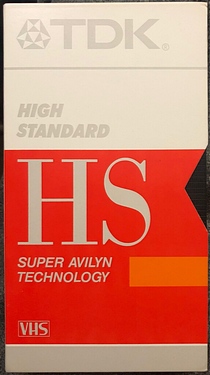 TDK®
HIGH
STANDARD
HS
SUPER AVILYN
TECHNOLOGY
VHS